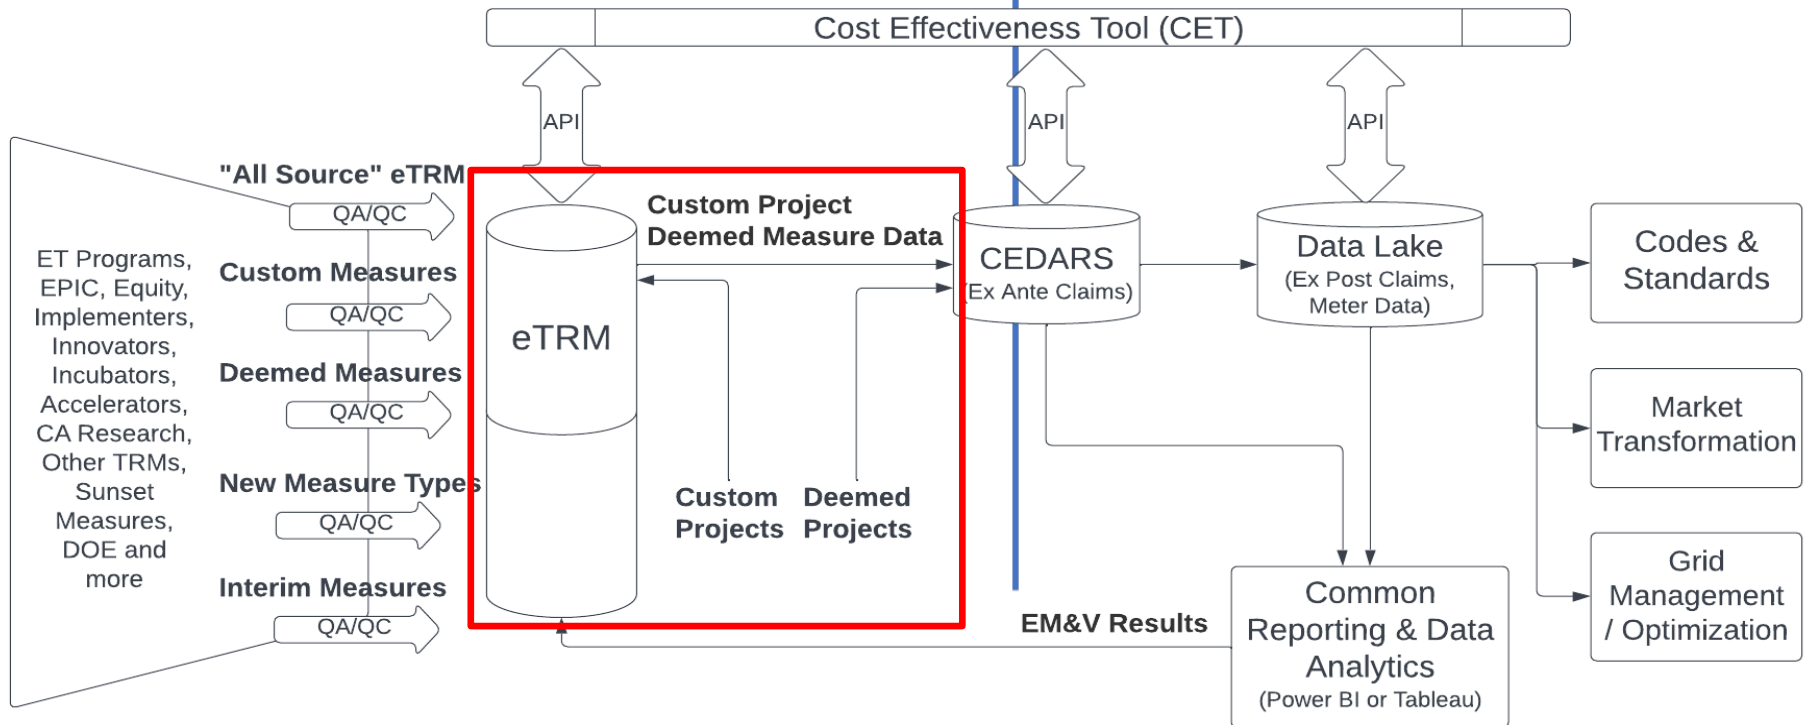 Cost Effectiveness Tool (CET)
API
API
API
"All Source" eTRM
QA/QC
Custom Measures
QA/QC
Deemed Measures
QA/QC
New Measure Types
QA/QC
Interim Measures
QA/QC
ET Programs,
EPIC, Equity,
Implementers,
Innovators,
Incubators,
Accelerators,
CA Research,
Other TRMs,
Sunset
Measures,
DOE and
more
eTRM
Custom Project
Deemed Measure Data
Custom
Projects
Deemed
Projects
CEDARS
(Ex Ante Claims)
Data Lake
(Ex Post Claims,
Meter Data)
Codes &
Standards
Market
Transformation
Grid
Management
/ Optimization
EM&V Results
Common
Reporting & Data
Analytics
(Power BI or Tableau)